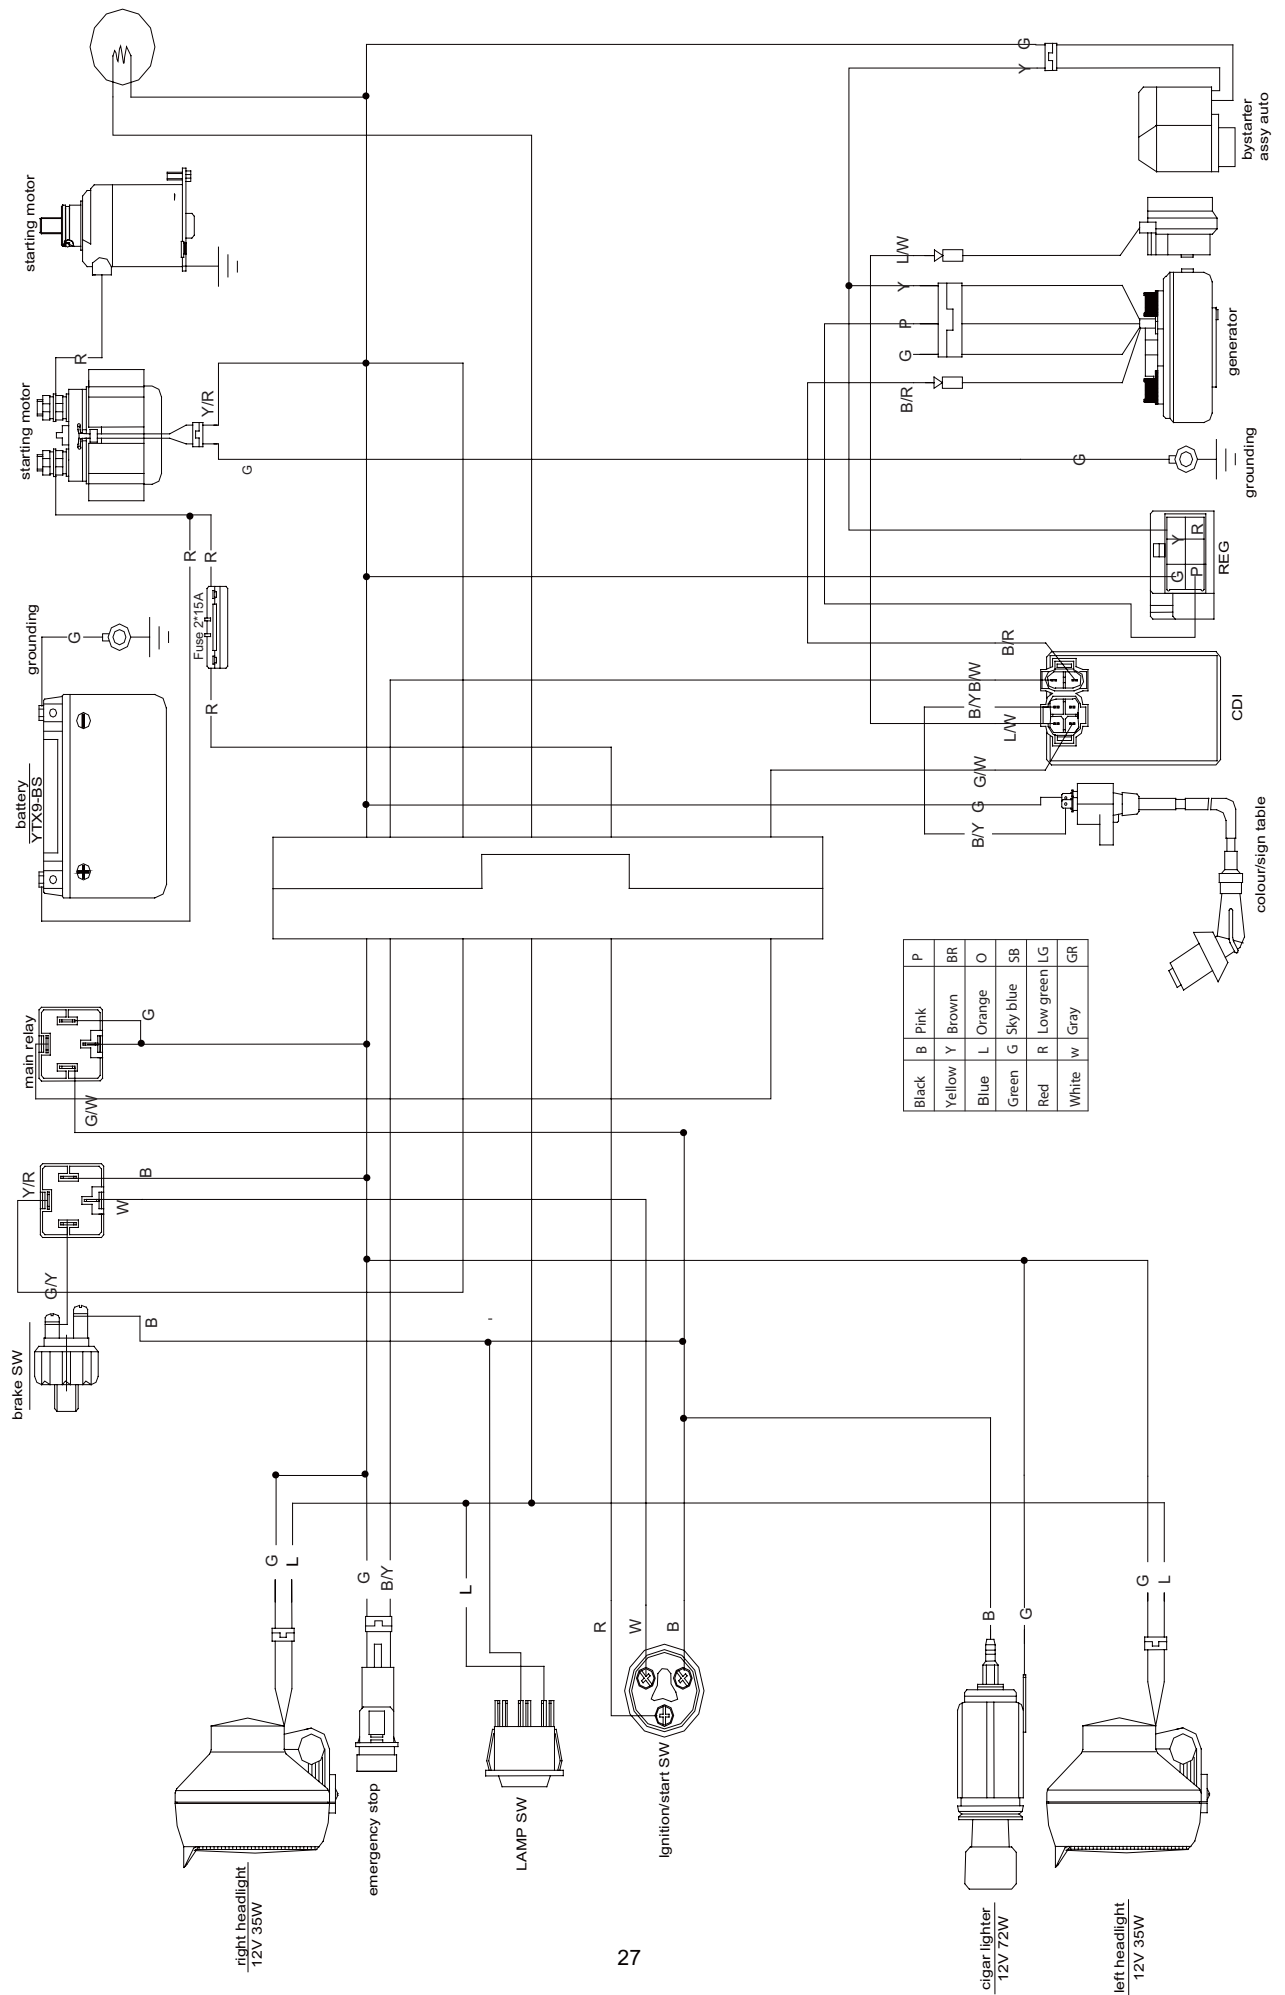 starting motor
starting motor
R
Y/R
G
R
R
Fuse 2*15A
R
grounding
G
battery
YTX9-BS
G
Y
bystarter
assy auto
L/W
Y
P
G
B/R
generator
G
grounding
Y
R
G
P
REG
B/R
B/W
B/Y
L/W
G/W
G
B/Y
CDI
colour/sign table
main relay
G
G/W
Y/R
B
W
G/Y
B
brake SW
Black B Pink P
Yellow Y Brown BR
Blue L Orange O
Green G Sky blue SB
Red R Low green LG
White w Gray GR
G
L
G
B/Y
L
R
W
B
B
G
G
L
right headlight
12V 35W
emergency stop
LAMP SW
Ignition/start SW
cigar lighter
12V 72W
left headlight
12V 35W
27